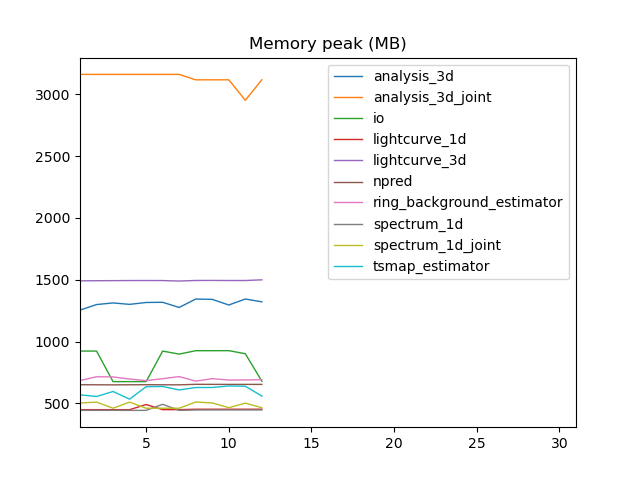 Memory peak (MB)
3000
2500
2000
1500
1000
500
analysis_3d
analysis_3d_joint
io
lightcurve_1d
lightcurve_3d
npred
ring_background_estimator
spectrum_1d
spectrum_1d_joint
tsmap_estimator
5 10 15 20 25 30